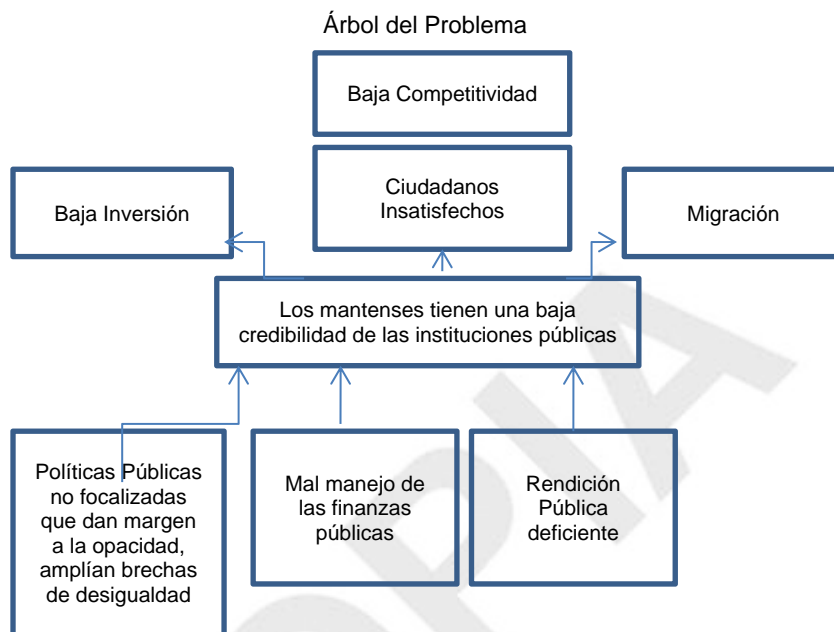 Árbol del Problema
Baja Competitividad
Ciudadanos
Insatisfechos
Baja Inversión
Migración
Los mantenses tienen una baja
credibilidad de las instituciones públicas
Políticas Públicas
no focalizadas
que dan margen
a la opacidad,
amplían brechas
de desigualdad
Mal manejo de
las finanzas
públicas
Rendición
Pública
deficiente
OPIA